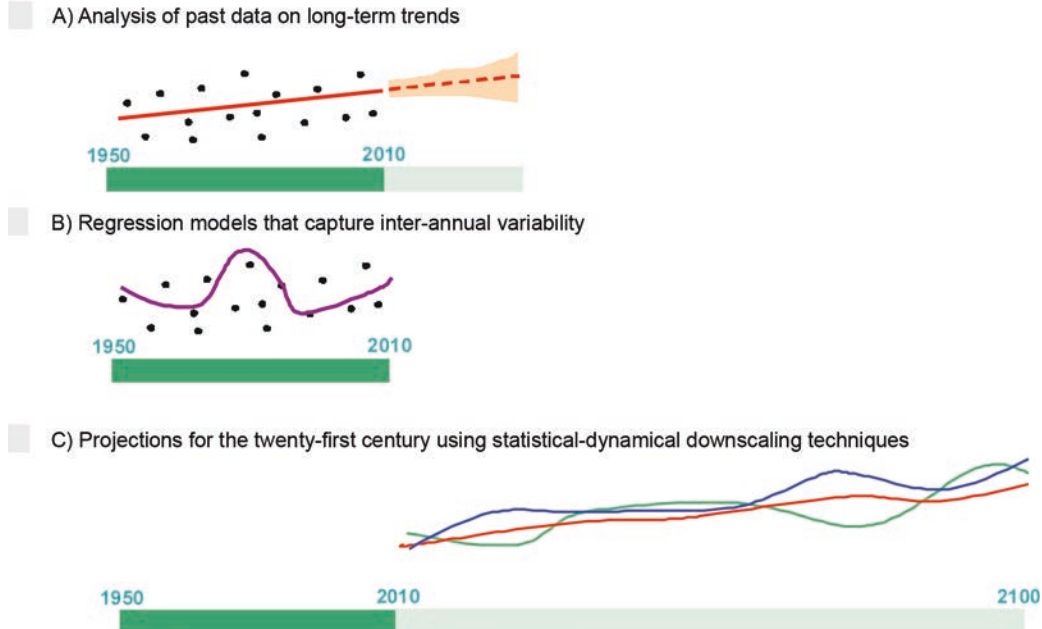 A) Analysis of past data on long-term trends
1950 2010
B) Regression models that capture inter-annual variability
1950 2010
C) Projections for the twenty-first century using statistical-dynamical downscaling techniques
1950 2010 2100